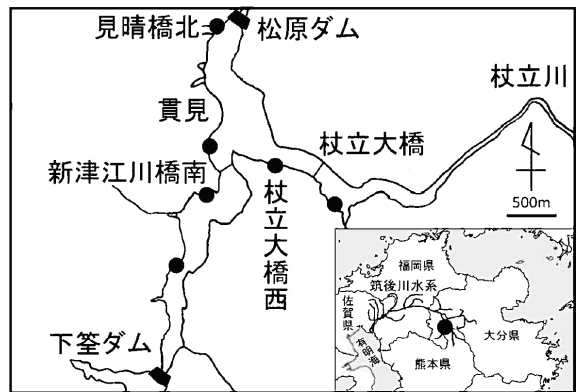 見晴橋北
松原ダム
杖立川
貫見
杖立大橋
新津江川橋南
杖立大橋西
500m
下筌ダム
福岡県
筑後川水系
佐賀県
有明海
大分県
熊本県